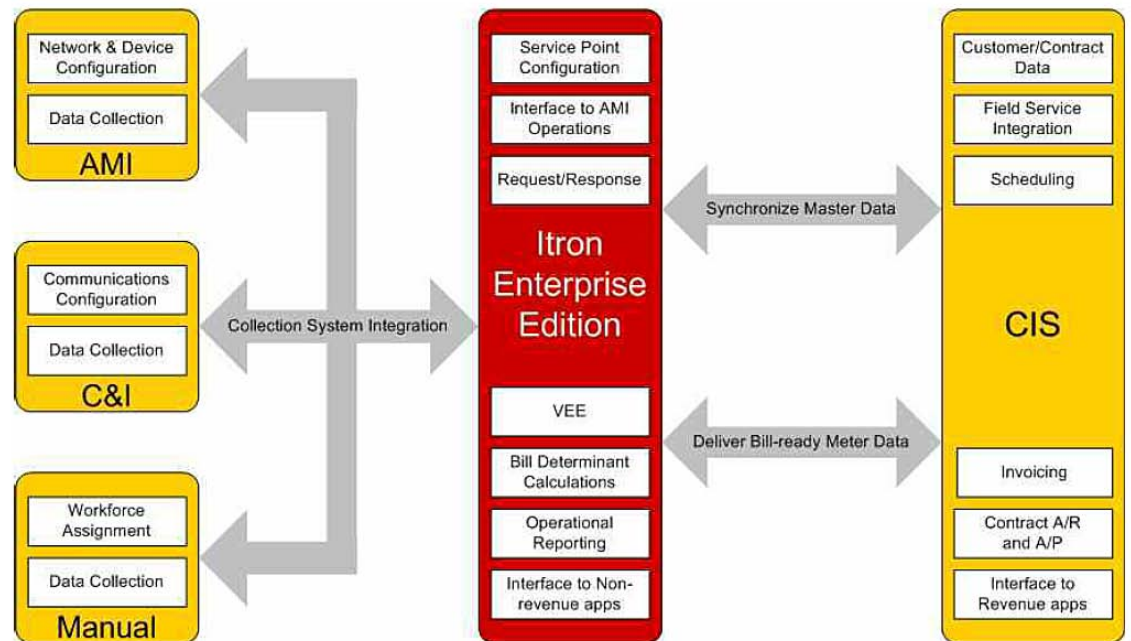 Network & Device
Configuration
Data Collection
AMI
Communications
Configuration
Data Collection
C&I
Workforce
Assignment
Data Collection
Manual
Collection System Integration
Service Point
Configuration
Interface to AMI
Operations
Request/Response
Itron
Enterprise
Edition
VEE
Bill Determinant
Calculations
Operational
Reporting
Interface to Non-
revenue apps
Synchronize Master Data
Deliver Bill-ready Meter Data
Customer/Contract
Data
Field Service
Integration
Scheduling
CIS
Invoicing
Contract A/R
and A/P
Interface to
Revenue apps